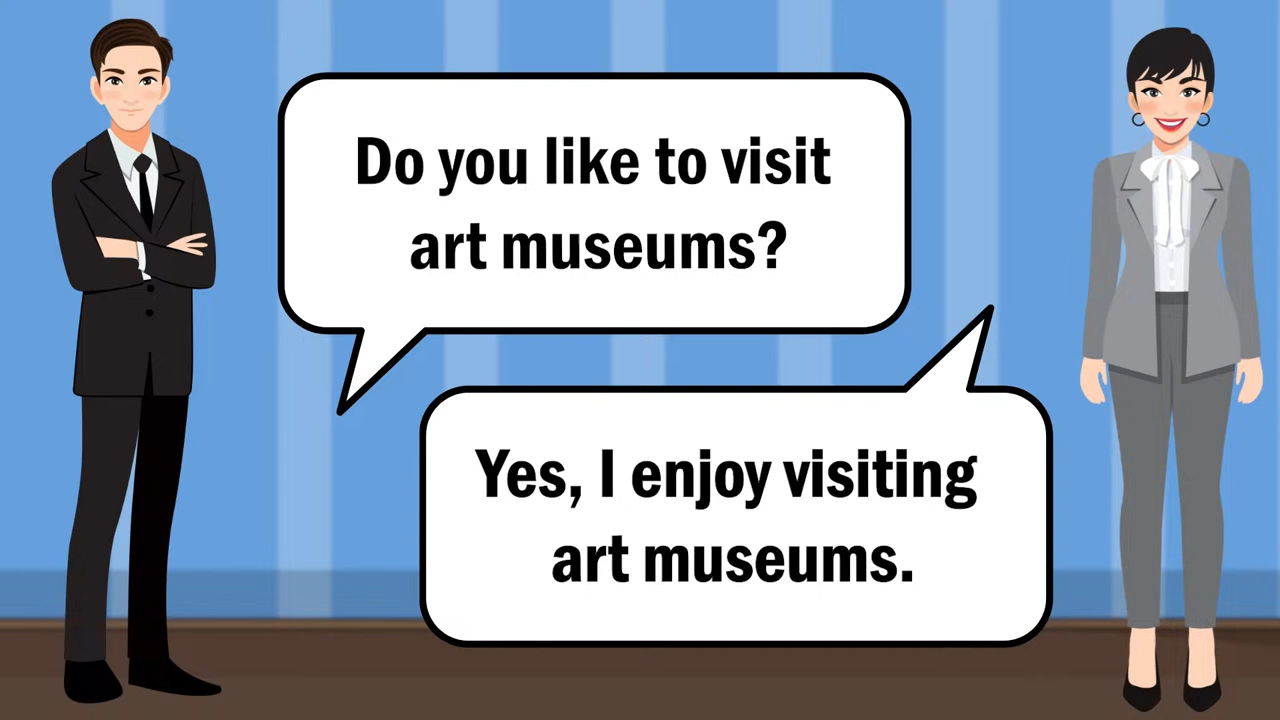 Do you like to visit
art museums?
Yes, I enjoy visiting
art museums.